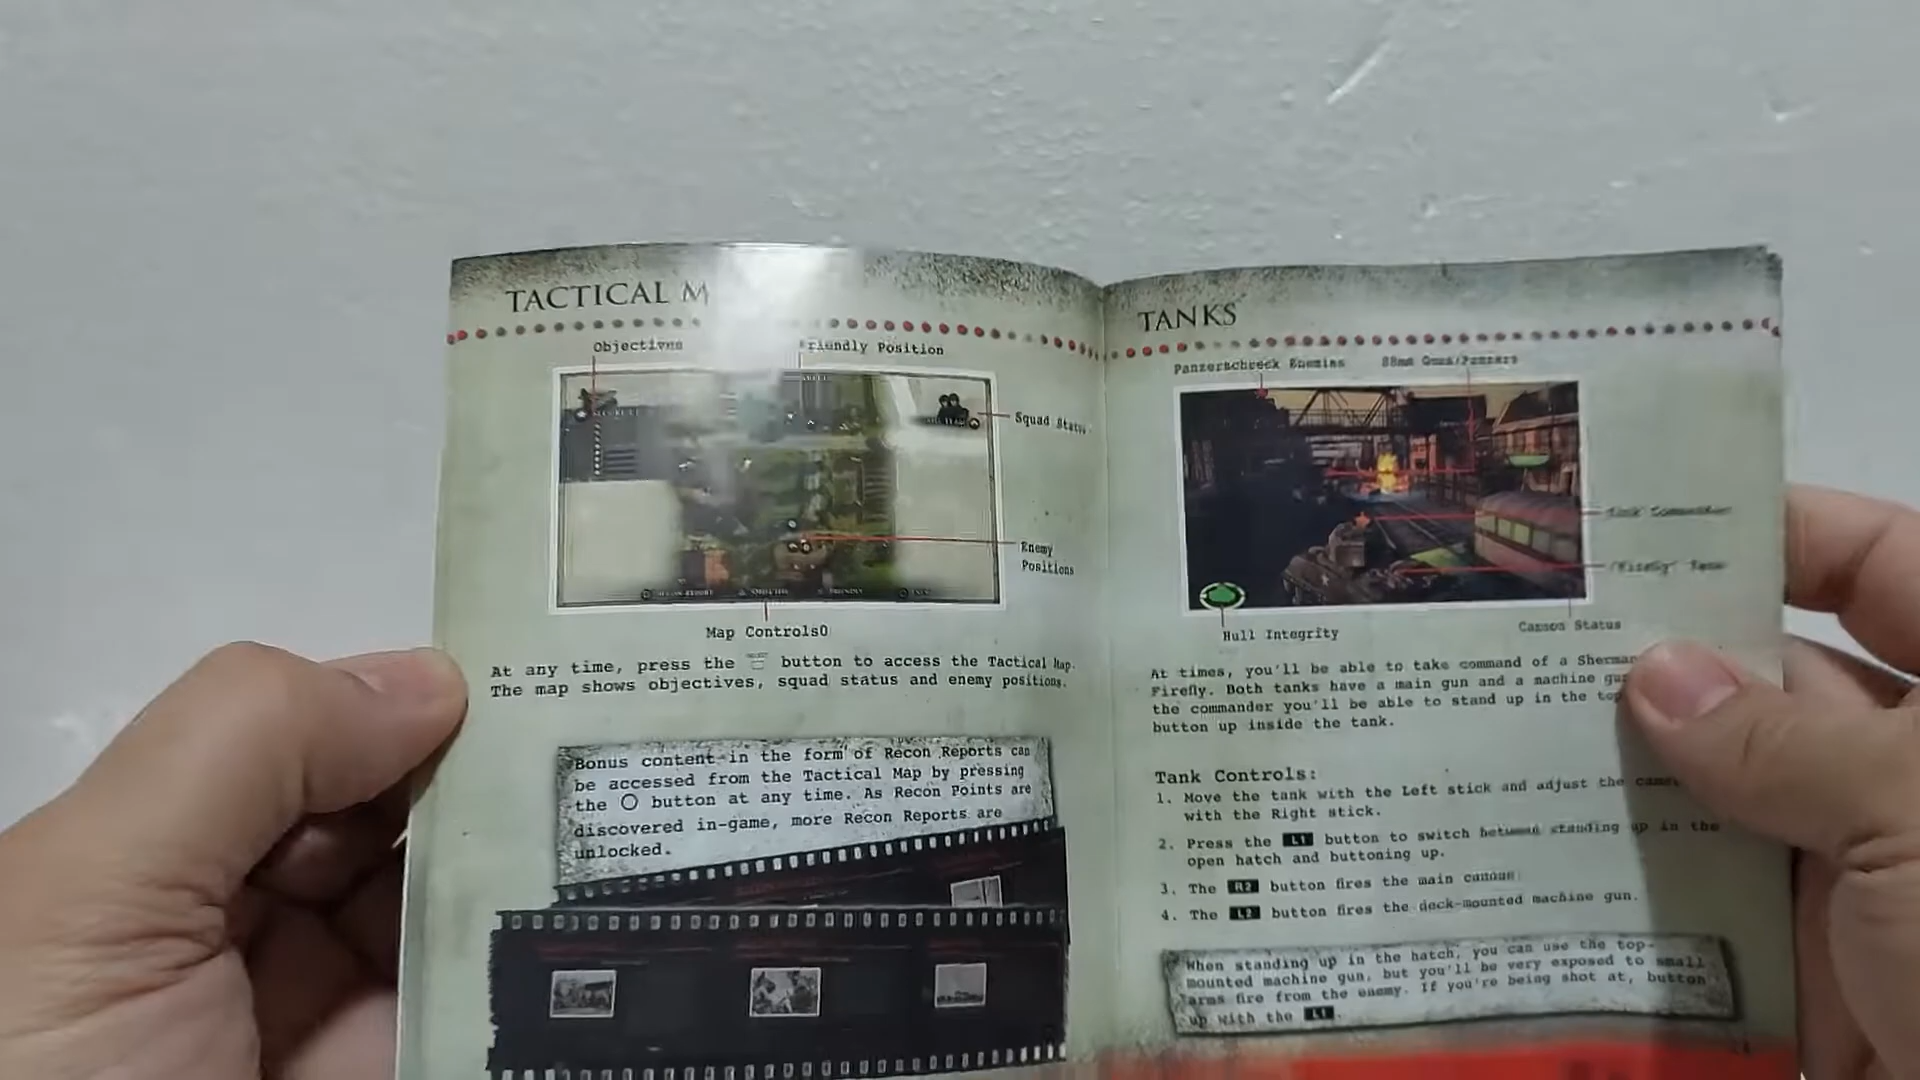 TACTICAL M
Objectives
Friendly Position
Squad
Enemy
Positions
Map Controls0
At any time, press the button to access the Tactical Map.
The map shows objectives, squad status and enemy positions.
Bonus content in the form of Recon Reports can
be accessed from the Tactical Map by pressing
the button at any time. As Recon Points are
discovered in-game, more Recon Reports are
unlocked.
TANKS
Panzerschreck Enemies
88mm Guns/Panzers
Hull Integrity
Cannon Status
At times, you'll be able to take command of a Sherman
Firefly. Both tanks have a main gun and a machine
the commander you'll be able to stand up in the top
button up inside the tank.
Tank Controls:
1. Move the tank with the Left stick and adjust the
with the Right stick.
2. Press the L1 button to switch between standing up in the
open hatch and buttoning up.
3. The R2 button fires the main cannon
4. The L2 button fires the deck-mounted machine gun.
When standing up in the hatch, you can use the top-
mounted machine gun, but you'll be very exposed to small
arms fire from the enemy. If you're being shot at, button
up with the L1.